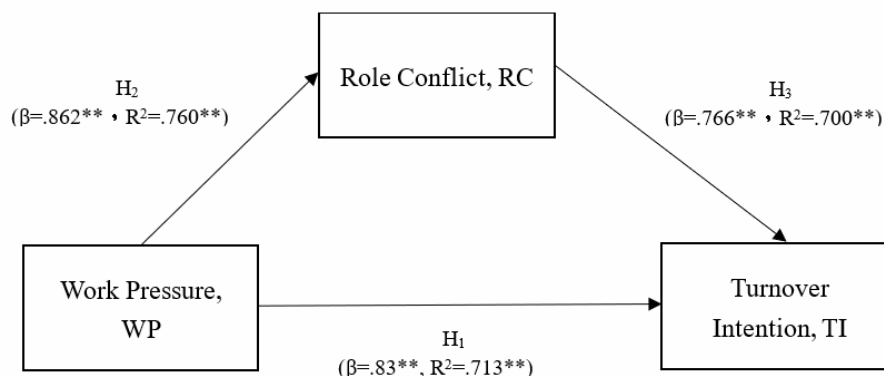 Role Conflict, RC
H₂
(β=.862**，R²=.760**)
H₃
(β=.766**，R²=.700**)
Work Pressure,
WP
Turnover
Intention, TI
H₁
(β=.83**, R²=.713**)